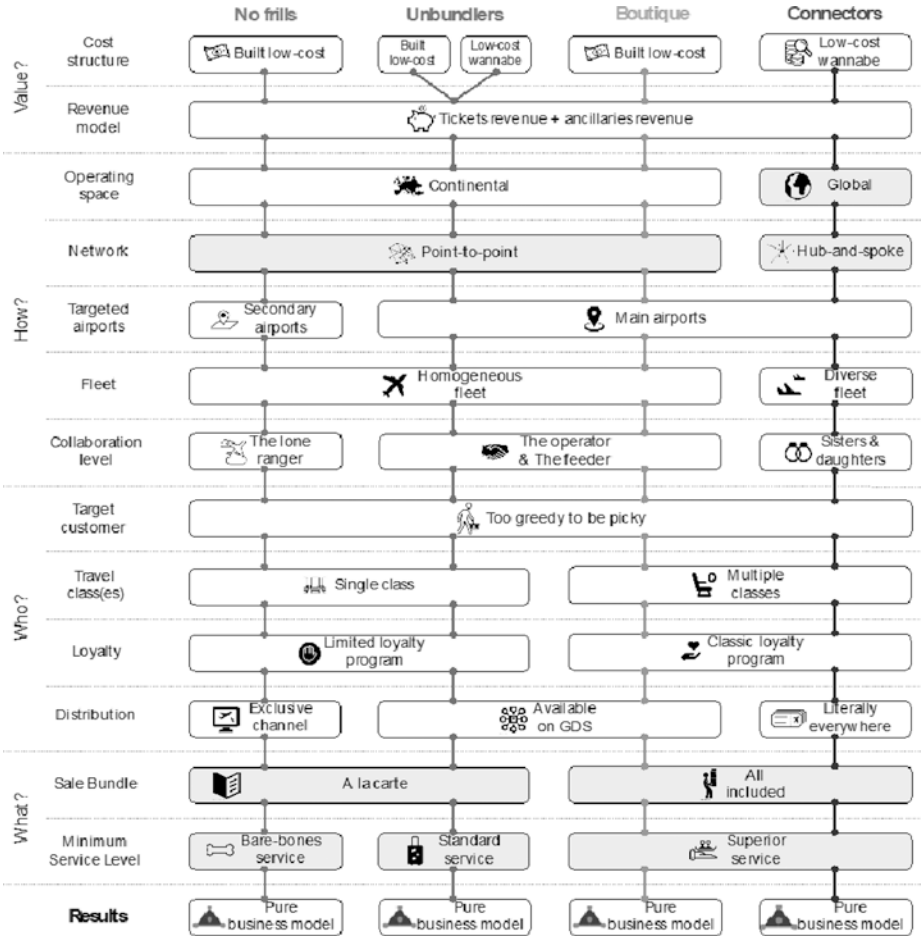 No frills Unbundlers Boutique Connectors
Value?
Cost
structure
Built low-cost
Built
low-cost
Low-cost
wannabe
Built low-cost
Low-cost
wannabe
Revenue
model
Tickets revenue + ancillaries revenue
How?
Operating
space
Continental
Global
Network
Point-to-point
Hub-and-spoke
Targeted
airports
Secondary
airports
Main airports
Fleet
Homogeneous
fleet
Diverse
fleet
Collaboration
level
The lone
ranger
The operator
& The feeder
Sisters &
daughters
Who?
Target
customer
Too greedy to be picky
Travel
class(es)
Single class
Multiple
classes
Loyalty
Limited loyalty
program
Classic loyalty
program
Distribution
Exclusive
channel
Available
on GDS
Literally
everywhere
What?
Sale Bundle
A la carte
All
included
Minimum
Service Level
Bare-bones
service
Standard
service
Superior
service
Results
Pure
business model
Pure
business model
Pure
business model
Pure
business model